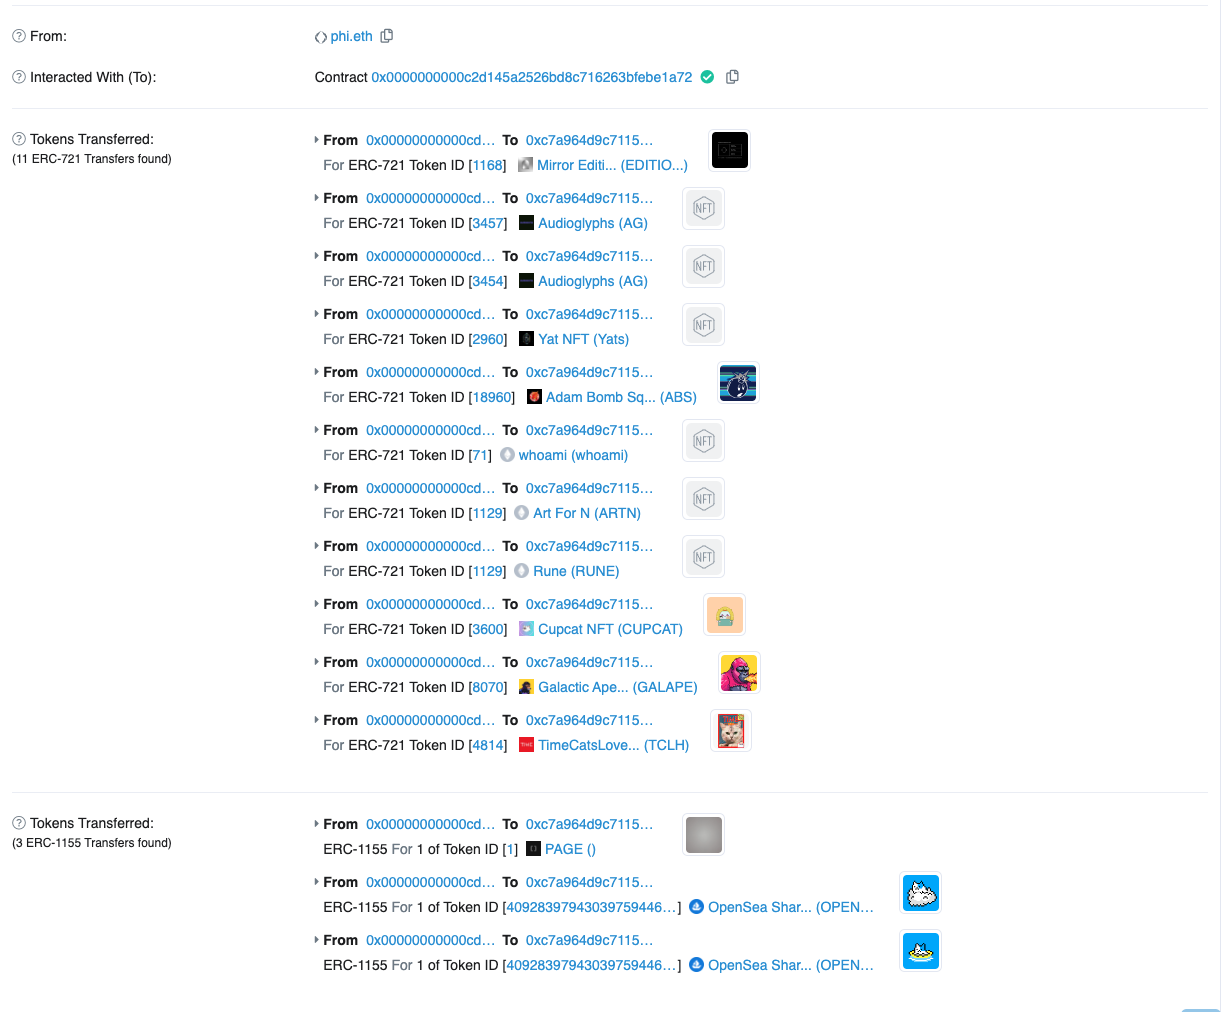 From:
phi.eth
Interacted With (To):
Contract 0x0000000000c2d145a2526bd8c716263bfebe1a72
Tokens Transferred:
(11 ERC-721 Transfers found)
From 0x00000000000cd... To 0xc7a964d9c7115...
For ERC-721 Token ID [1168] Mirror Editi... (EDITIO...)
From 0x00000000000cd... To 0xc7a964d9c7115...
For ERC-721 Token ID [3457] Audioglyphs (AG)
NFT
From 0x00000000000cd... To 0xc7a964d9c7115...
For ERC-721 Token ID [3454] Audioglyphs (AG)
NFT
From 0x00000000000cd... To 0xc7a964d9c7115...
For ERC-721 Token ID [2960] Yat NFT (Yats)
NFT
From 0x00000000000cd... To 0xc7a964d9c7115...
For ERC-721 Token ID [18960] Adam Bomb Sq... (ABS)
From 0x00000000000cd... To 0xc7a964d9c7115...
For ERC-721 Token ID [71] whoami (whoami)
NFT
From 0x00000000000cd... To 0xc7a964d9c7115...
For ERC-721 Token ID [1129] Art For N (ARTN)
NFT
From 0x00000000000cd... To 0xc7a964d9c7115...
For ERC-721 Token ID [1129] Rune (RUNE)
NFT
From 0x00000000000cd... To 0xc7a964d9c7115...
For ERC-721 Token ID [3600] Cupcat NFT (CUPCAT)
From 0x00000000000cd... To 0xc7a964d9c7115...
For ERC-721 Token ID [8070] Galactic Ape... (GALAPE)
From 0x00000000000cd... To 0xc7a964d9c7115...
For ERC-721 Token ID [4814] TIME TimeCatsLove... (TCLH)
Tokens Transferred:
(3 ERC-1155 Transfers found)
From 0x00000000000cd... To 0xc7a964d9c7115...
ERC-1155 For 1 of Token ID [1] PAGE ()
From 0x00000000000cd... To 0xc7a964d9c7115...
ERC-1155 For 1 of Token ID [40928397943039759446...] OpenSea Shar... (OPEN...
From 0x00000000000cd... To 0xc7a964d9c7115...
ERC-1155 For 1 of Token ID [40928397943039759446...] OpenSea Shar... (OPEN...